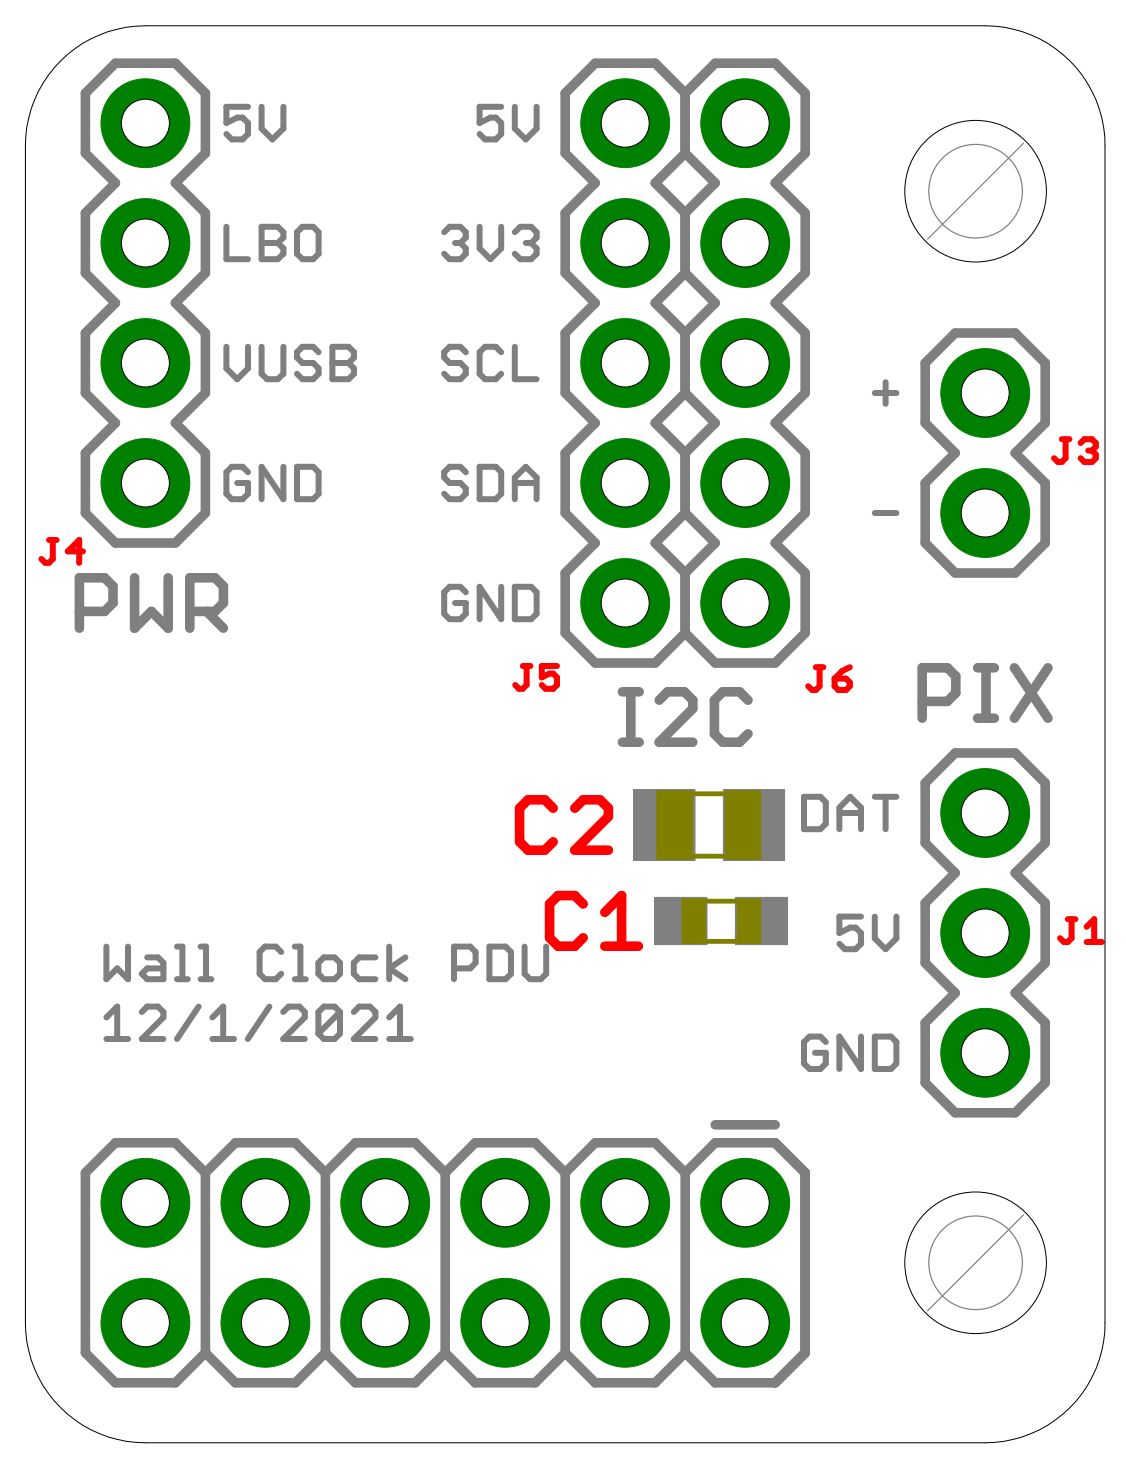 5V
5V
LBO
3V3
VUSB
SCL
+
J3
GND
SDA
-
J4
PWR
GND
J5
J6
I2C
PIX
C2
DAT
C1
5V
J1
Wall Clock PDU
12/1/2021
GND